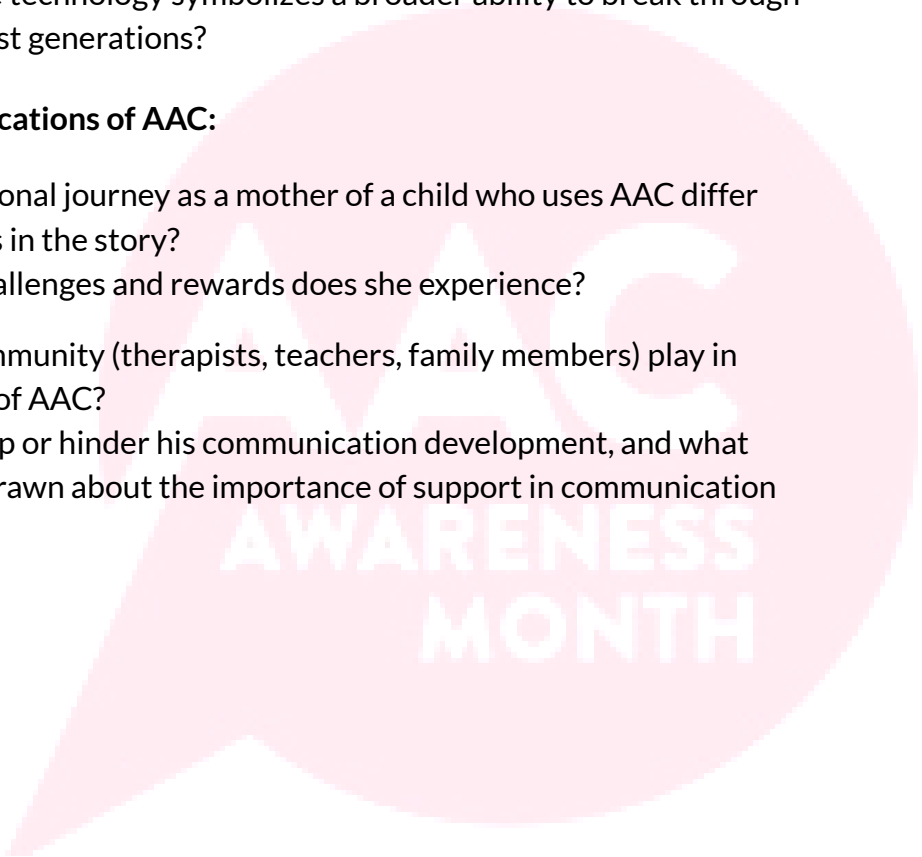 technology symbolizes a broader ability to break through
st generations?
cations of AAC:
onal journey as a mother of a child who uses AAC differ
s in the story?
allenges and rewards does she experience?
mmunity (therapists, teachers, family members) play in
of AAC?
p or hinder his communication development, and what
rawn about the importance of support in communication
AAC
AWARENESS
MONTH